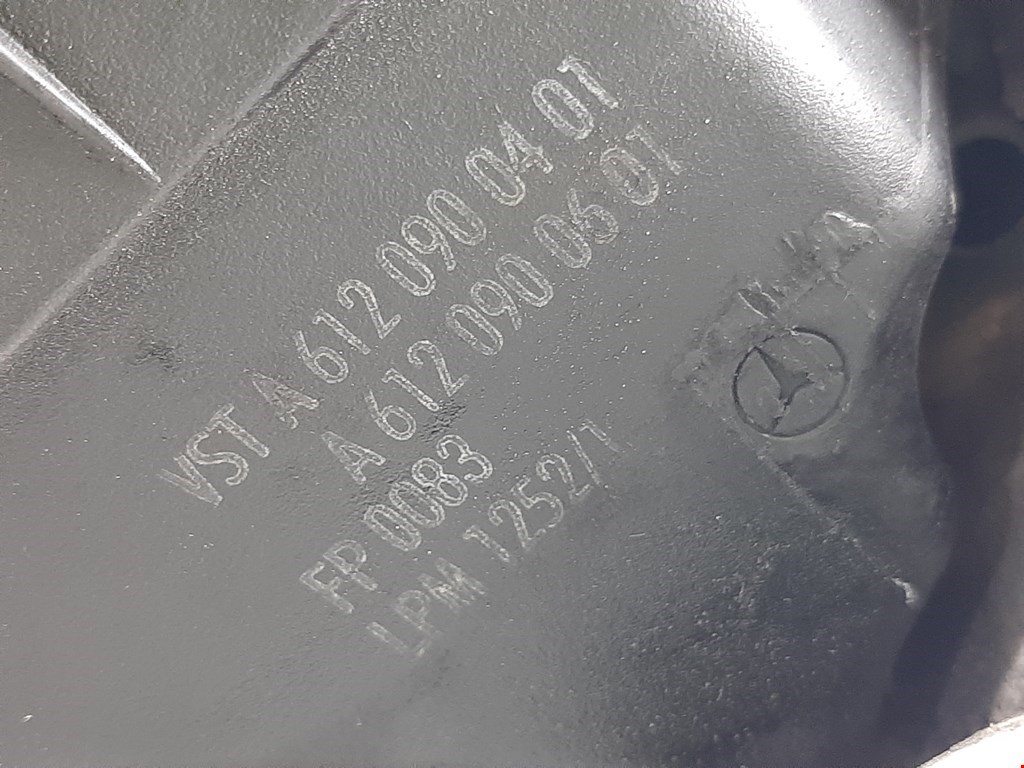 VST A 612 090 04 01
A 612 090 06 01
FP 0083
LPM 1252/1